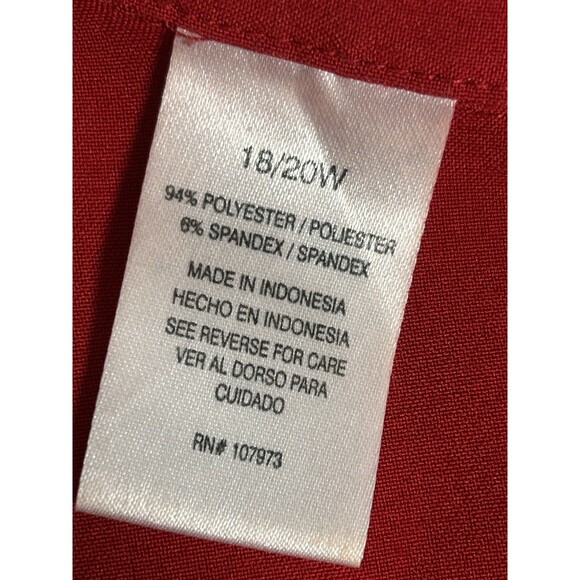 18/20W
94% POLYESTER / POLIESTER
6% SPANDEX / SPANDEX
MADE IN INDONESIA
HECHO EN INDONESIA
SEE REVERSE FOR CARE
VER AL DORSO PARA
CUIDADO
RN# 107973